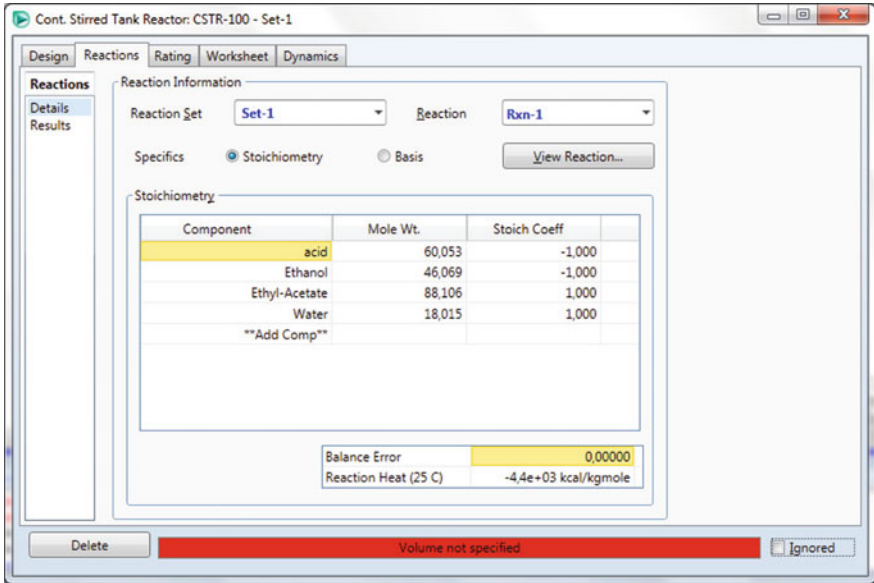 Cont. Stirred Tank Reactor: CSTR-100 - Set-1
Design Reactions Rating Worksheet Dynamics
Reactions
Details
Results
Reaction Information
Reaction Set Set-1 Reaction Rxn-1
Specifics Stoichiometry Basis View Reaction...
Stoichiometry
Component Mole Wt. Stoich Coeff
acid 60,053 -1,000
Ethanol 46,069 -1,000
Ethyl-Acetate 88,106 1,000
Water 18,015 1,000
**Add Comp**
Balance Error 0,00000
Reaction Heat (25 C) -4,4e+03 kcal/kgmole
Delete Volume not specified Ignored